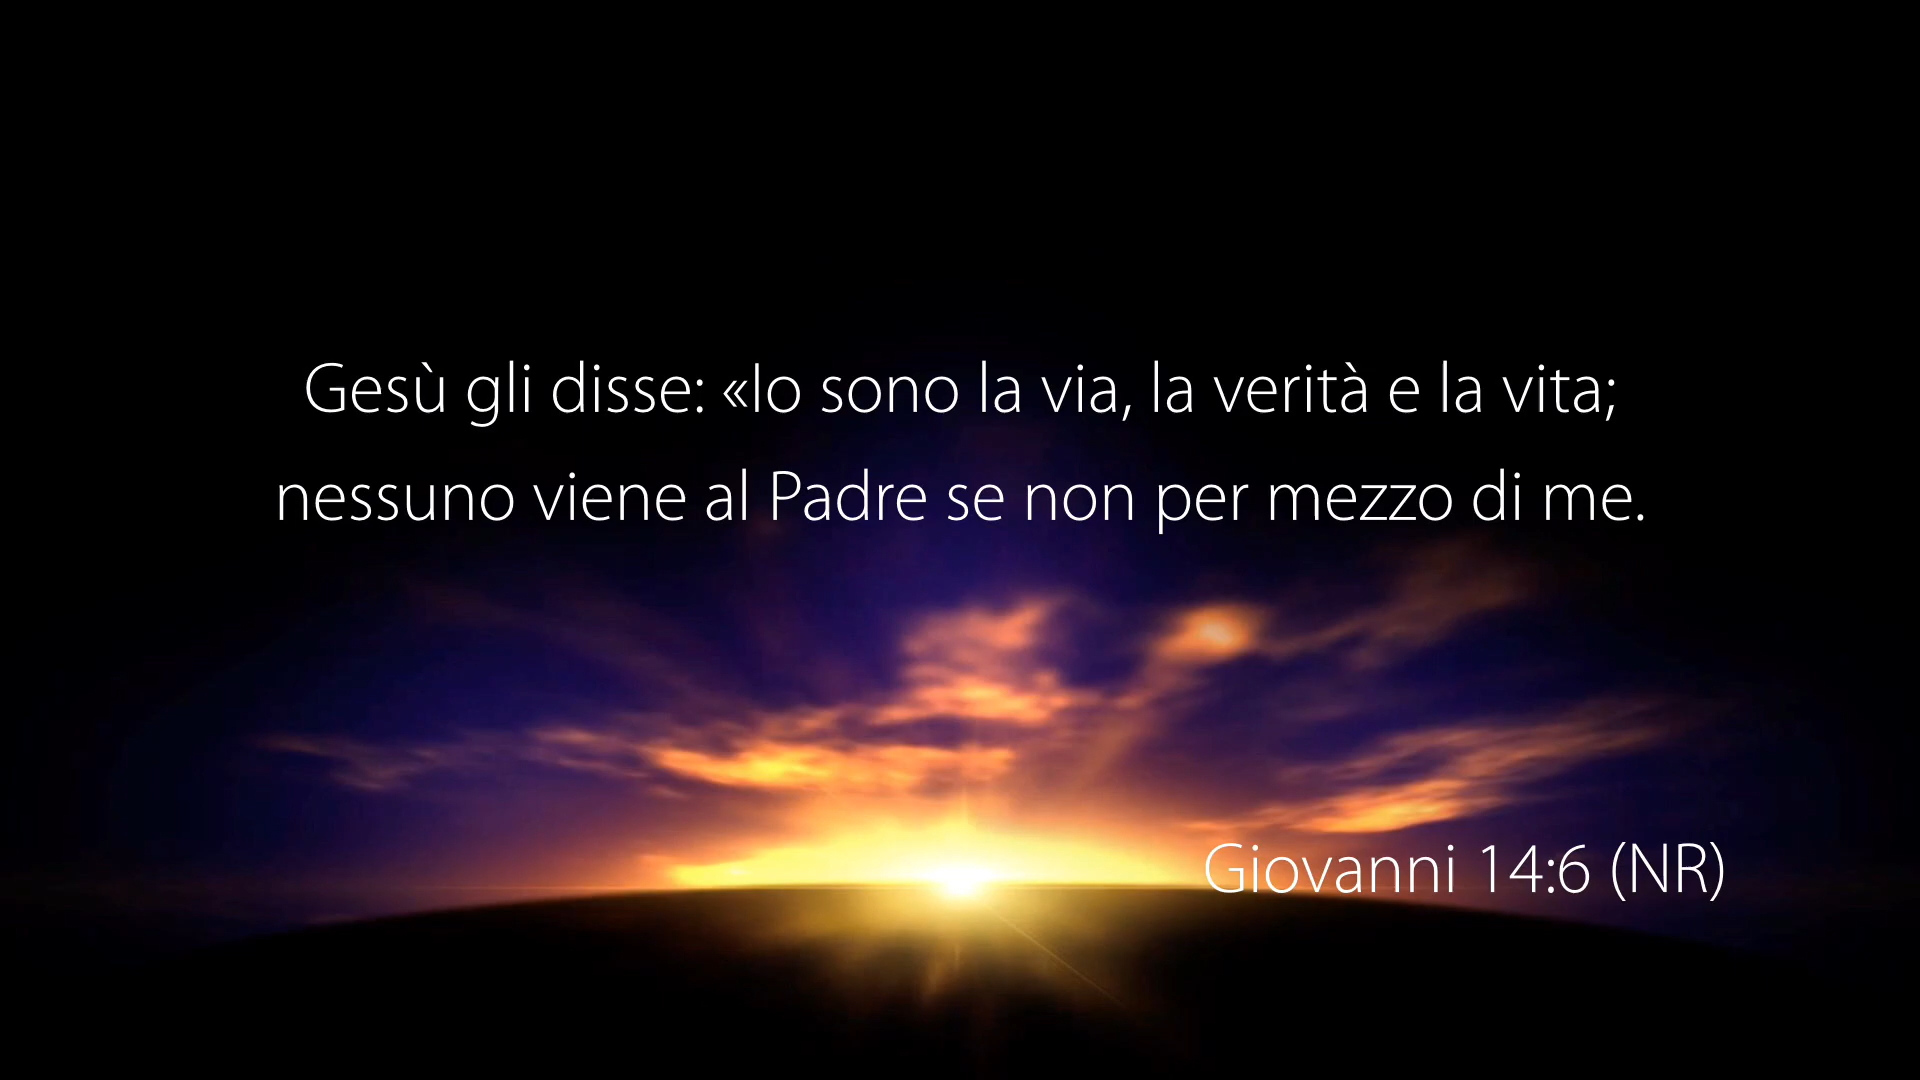 Gesù gli disse: «Io sono la via, la verità e la vita;
nessuno viene al Padre se non per mezzo di me.
Giovanni 14:6 (NR)